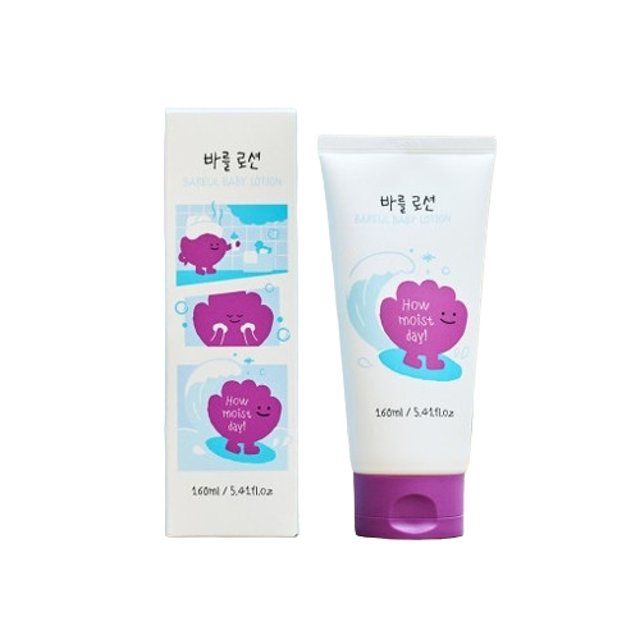 바를 로션
BAREUL BABY LOTION
How
moist
day!
160ml / 5.41fl.oz
바를 로션
BAREUL BABY LOTION
How
moist
day!
160ml / 5.41fl.oz